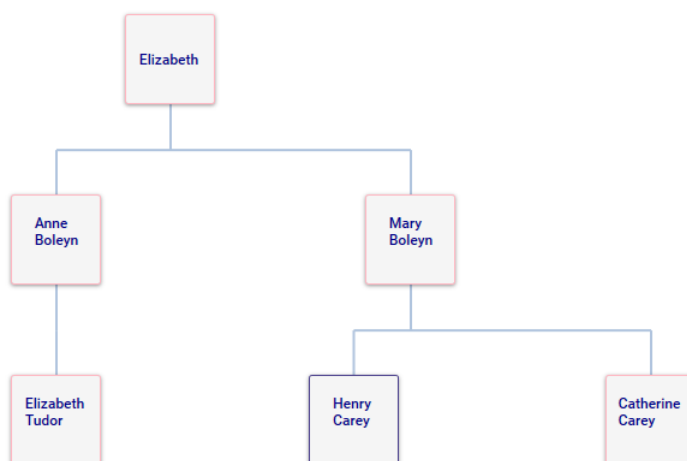 Elizabeth
Anne
Boleyn
Mary
Boleyn
Elizabeth
Tudor
Henry
Carey
Catherine
Carey